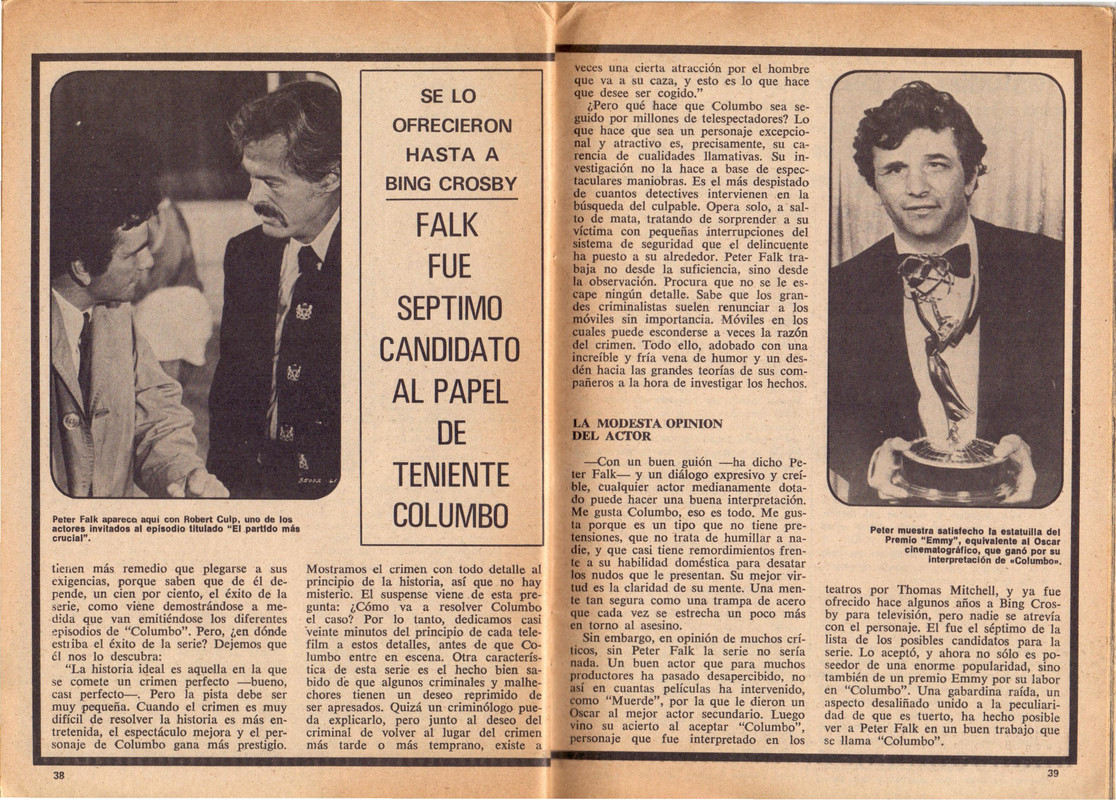 SE LO
OFRECIERON
HASTA A
BING CROSBY
FALK
FUE
SEPTIMO
CANDIDATO
AL PAPEL
DE
TENIENTE
COLUMBO
Peter Falk aparece aquí con Robert Culp, uno de los
actores invitados al episodio titulado "El partido más
crucial".
tienen más remedio que plegarse a sus
exigencias, porque saben que de él de-
pende, un cien por ciento, el éxito de la
serie, como viene demostrándose a me-
dida que van emitiéndose los diferentes
episodios de "Columbo". Pero, ¿en dónde
estriba el éxito de la serie? Dejemos que
él nos lo descubra:
"La historia ideal es aquella en la que
se comete un crimen perfecto —bueno,
casi perfecto—. Pero la pista debe ser
muy pequeña. Cuando el crimen es muy
difícil de resolver la historia es más en-
tretenida, el espectáculo mejora y el per-
sonaje de Columbo gana más prestigio.
Mostramos el crimen con todo detalle al
principio de la historia, así que no hay
misterio. El suspense viene de esta pre-
gunta: ¿Cómo va a resolver Columbo
el caso? Por lo tanto, dedicamos casi
veinte minutos del principio de cada tele-
film a estos detalles, antes de que Co-
lumbo entre en escena. Otra caracterís-
tica de esta serie es el hecho bien sa-
bido de que algunos criminales y malhe-
chores tienen un deseo reprimido de
ser apresados. Quizá un criminólogo pue-
da explicarlo, pero junto al deseo del
criminal de volver al lugar del crimen
más tarde o más temprano, existe a
38
veces una cierta atracción por el hombre
que va a su caza, y esto es lo que hace
que desee ser cogido."
¿Pero qué hace que Columbo sea se-
guido por millones de telespectadores? Lo
que hace que sea un personaje excepcio-
nal y atractivo es, precisamente, su ca-
rencia de cualidades llamativas. Su in-
vestigación no la hace a base de espec-
taculares maniobras. Es el más despistado
de cuantos detectives intervienen en la
búsqueda del culpable. Opera solo, a sal-
to de mata, tratando de sorprender a su
víctima con pequeñas interrupciones del
sistema de seguridad que el delincuente
ha puesto a su alrededor. Peter Falk tra-
baja no desde la suficiencia, sino desde
la observación. Procura que no se le es-
cape ningún detalle. Sabe que los gran-
des criminalistas suelen renunciar a los
móviles sin importancia. Móviles en los
cuales puede esconderse a veces la razón
del crimen. Todo ello, adobado con una
increíble y fría vena de humor y un des-
dén hacia las grandes teorías de sus com-
pañeros a la hora de investigar los hechos.
LA MODESTA OPINION
DEL ACTOR
—Con un buen guión —ha dicho Pe-
ter Falk— y un diálogo expresivo y creí-
ble, cualquier actor medianamente dota-
do puede hacer una buena interpretación.
Me gusta Columbo, eso es todo. Me gus-
ta porque es un tipo que no tiene pre-
tensiones, que no trata de humillar a na-
die, y que casi tiene remordimientos fren-
te a su habilidad doméstica para desatar
los nudos que le presentan. Su mejor vir-
tud es la claridad de su mente. Una men-
te tan segura como una trampa de acero
que cada vez se estrecha un poco más
en torno al asesino.
Sin embargo, en opinión de muchos crí-
ticos, sin Peter Falk la serie no sería
nada. Un buen actor que para muchos
productores ha pasado desapercibido, no
así en cuantas películas ha intervenido,
como "Muerde", por la que le dieron un
Oscar al mejor actor secundario. Luego
vino su acierto al aceptar "Columbo",
personaje que fue interpretado en los
Peter muestra satisfecho la estatuilla del
Premio "Emmy", equivalente al Oscar
cinematográfico, que ganó por su
interpretación de «Columbo».
teatros por Thomas Mitchell, y ya fue
ofrecido hace algunos años a Bing Cros-
by para televisión, pero nadie se atrevía
con el personaje. El fue el séptimo de la
lista de los posibles candidatos para la
serie. Lo aceptó, y ahora no sólo es po-
seedor de una enorme popularidad, sino
también de un premio Emmy por su labor
en "Columbo". Una gabardina raída, un
aspecto desaliñado unido a la peculiari-
dad de que es tuerto, ha hecho posible
ver a Peter Falk en un buen trabajo que
se llama "Columbo".
39